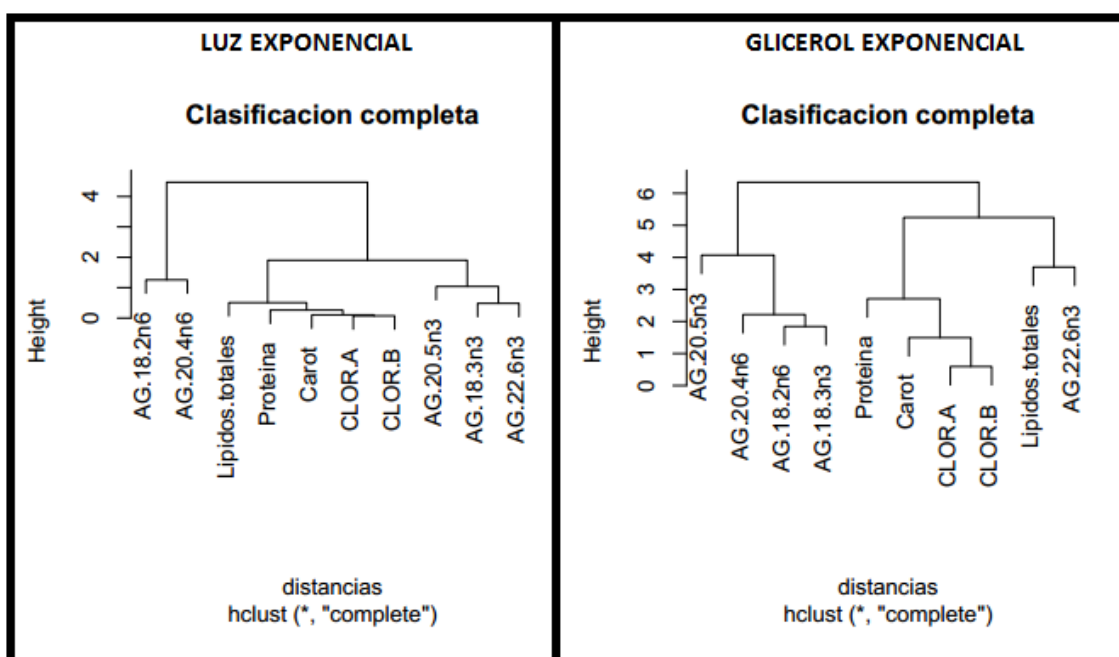 LUZ EXPONENCIAL
Clasificacion completa
Height
4
2
0
AG.18.2n6
AG.20.4n6
Lipidos.totales
Proteina
Carot
CLOR.A
CLOR.B
AG.20.5n3
AG.18.3n3
AG.22.6n3
distancias
hclust (*, "complete")
GLICEROL EXPONENCIAL
Clasificacion completa
Height
6
5
4
3
2
1
0
AG.20.5n3
AG.20.4n6
AG.18.2n6
AG.18.3n3
Proteina
Carot
CLOR.A
CLOR.B
Lipidos.totales
AG.22.6n3
distancias
hclust (*, "complete")